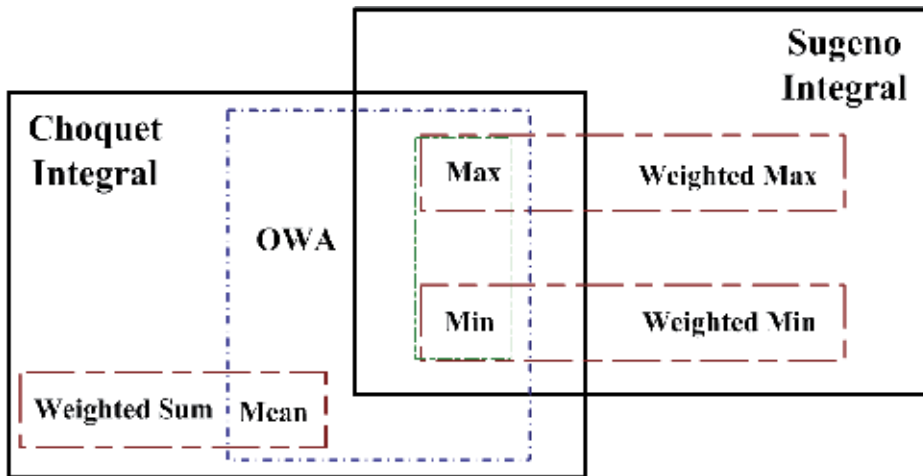 Sugeno
Integral
Choquet
Integral
Max
Weighted Max
OWA
Min
Weighted Min
Weighted Sum
Mean